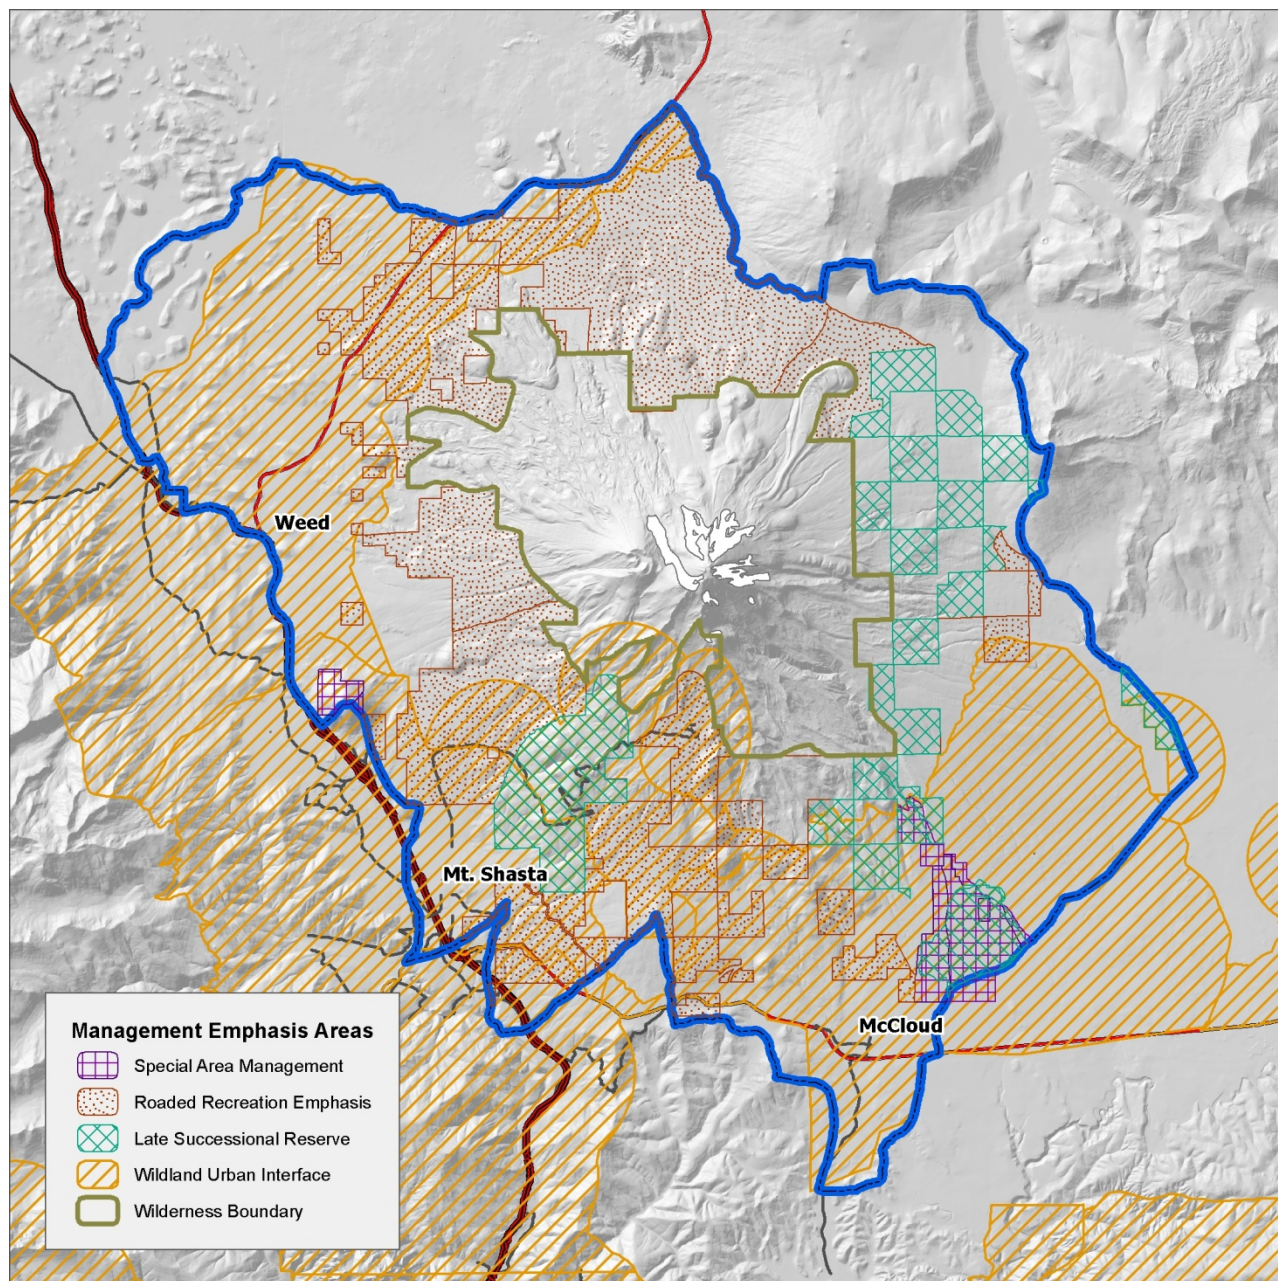 Weed
Mt. Shasta
McCloud
Management Emphasis Areas
Special Area Management
Roaded Recreation Emphasis
Late Successional Reserve
Wildland Urban Interface
Wilderness Boundary